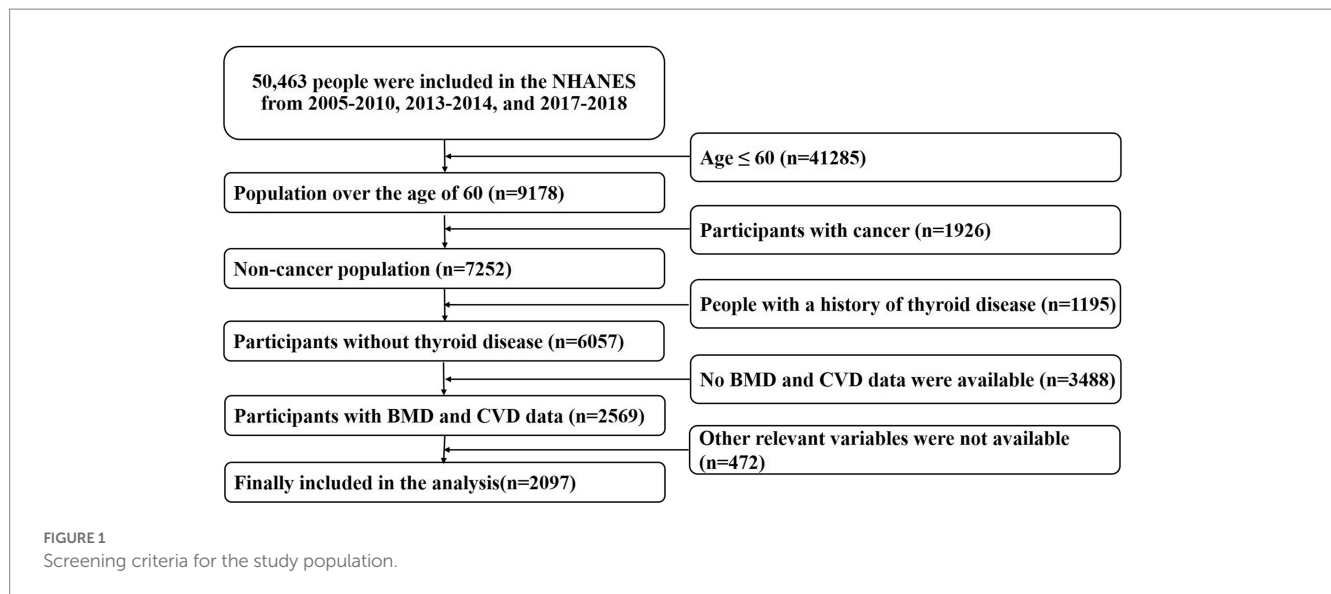 50,463 people were included in the NHANES
from 2005-2010, 2013-2014, and 2017-2018
Age ≤ 60 (n=41285)
Population over the age of 60 (n=9178)
Participants with cancer (n=1926)
Non-cancer population (n=7252)
People with a history of thyroid disease (n=1195)
Participants without thyroid disease (n=6057)
No BMD and CVD data were available (n=3488)
Participants with BMD and CVD data (n=2569)
Other relevant variables were not available
(n=472)
Finally included in the analysis(n=2097)
FIGURE 1
Screening criteria for the study population.